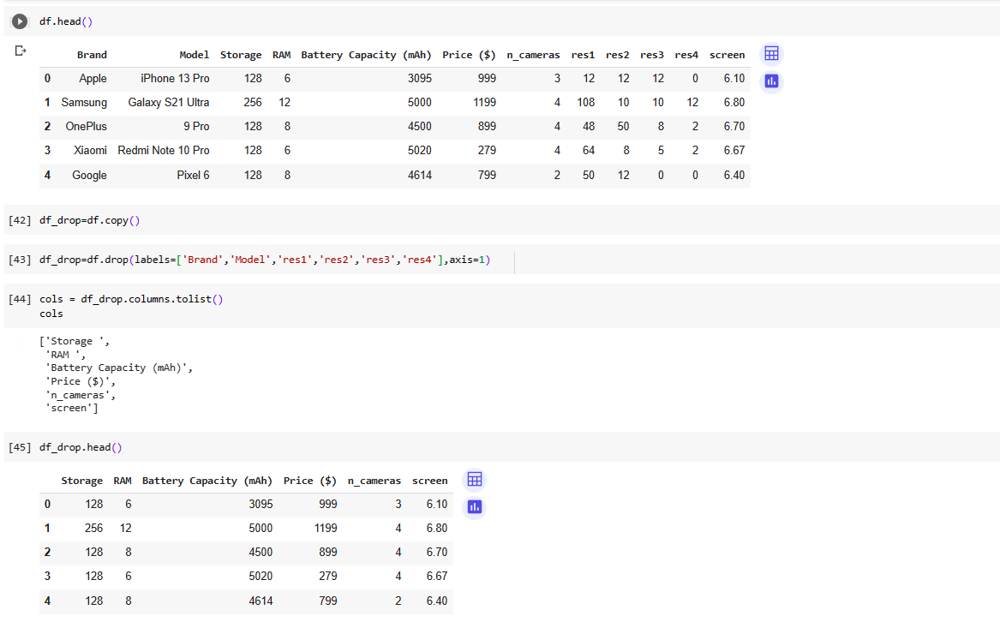 df.head()
Brand Model Storage RAM Battery Capacity (mAh) Price ($) n_cameras res1 res2 res3 res4 screen
0 Apple iPhone 13 Pro 128 6 3095 999 3 12 12 12 0 6.10
1 Samsung Galaxy S21 Ultra 256 12 5000 1199 4 108 10 10 12 6.80
2 OnePlus 9 Pro 128 8 4500 899 4 48 50 8 2 6.70
3 Xiaomi Redmi Note 10 Pro 128 6 5020 279 4 64 8 5 2 6.67
4 Google Pixel 6 128 8 4614 799 2 50 12 0 0 6.40
[42] df_drop=df.copy()
[43] df_drop=df.drop(labels=['Brand','Model','res1','res2','res3','res4'],axis=1)
[44] cols = df_drop.columns.tolist()
cols
['Storage ',
'RAM ',
'Battery Capacity (mAh)',
'Price ($)',
'n_cameras',
'screen']
[45] df_drop.head()
Storage RAM Battery Capacity (mAh) Price ($) n_cameras screen
0 128 6 3095 999 3 6.10
1 256 12 5000 1199 4 6.80
2 128 8 4500 899 4 6.70
3 128 6 5020 279 4 6.67
4 128 8 4614 799 2 6.40